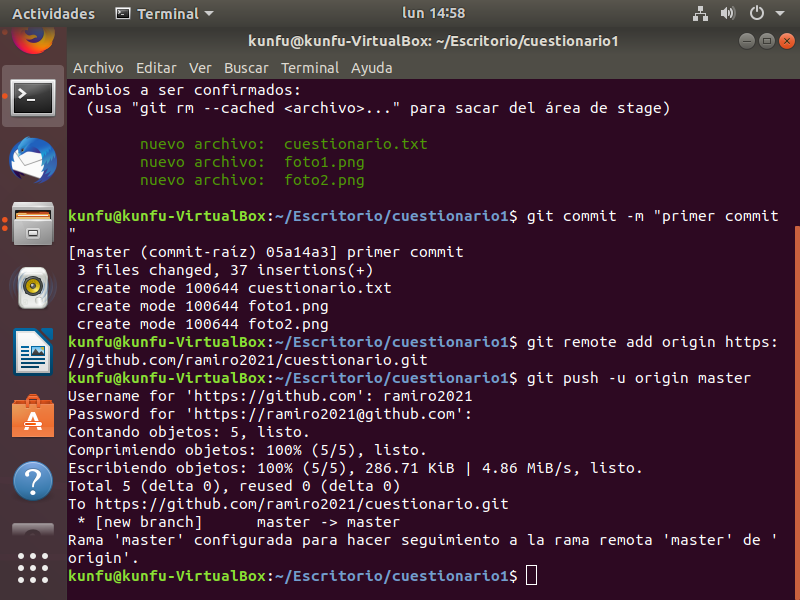 Actividades Terminal lun 14:58
kunfu@kunfu-VirtualBox: ~/Escritorio/cuestionario1
Archivo Editar Ver Buscar Terminal Ayuda
Cambios a ser confirmados:
(usa "git rm --cached <archivo>..." para sacar del área de stage)
nuevo archivo: cuestionario.txt
nuevo archivo: foto1.png
nuevo archivo: foto2.png
kunfu@kunfu-VirtualBox:~/Escritorio/cuestionario1$ git commit -m "primer commit
"
[master (commit-raíz) 05a14a3] primer commit
3 files changed, 37 insertions(+)
create mode 100644 cuestionario.txt
create mode 100644 foto1.png
create mode 100644 foto2.png
kunfu@kunfu-VirtualBox:~/Escritorio/cuestionario1$ git remote add origin https:
//github.com/ramiro2021/cuestionario.git
kunfu@kunfu-VirtualBox:~/Escritorio/cuestionario1$ git push -u origin master
Username for 'https://github.com': ramiro2021
Password for 'https://ramiro2021@github.com':
Contando objetos: 5, listo.
Comprimiendo objetos: 100% (5/5), listo.
Escribiendo objetos: 100% (5/5), 286.71 KiB | 4.86 MiB/s, listo.
Total 5 (delta 0), reused 0 (delta 0)
To https://github.com/ramiro2021/cuestionario.git
* [new branch] master -> master
Rama 'master' configurada para hacer seguimiento a la rama remota 'master' de '
origin'.
kunfu@kunfu-VirtualBox:~/Escritorio/cuestionario1$